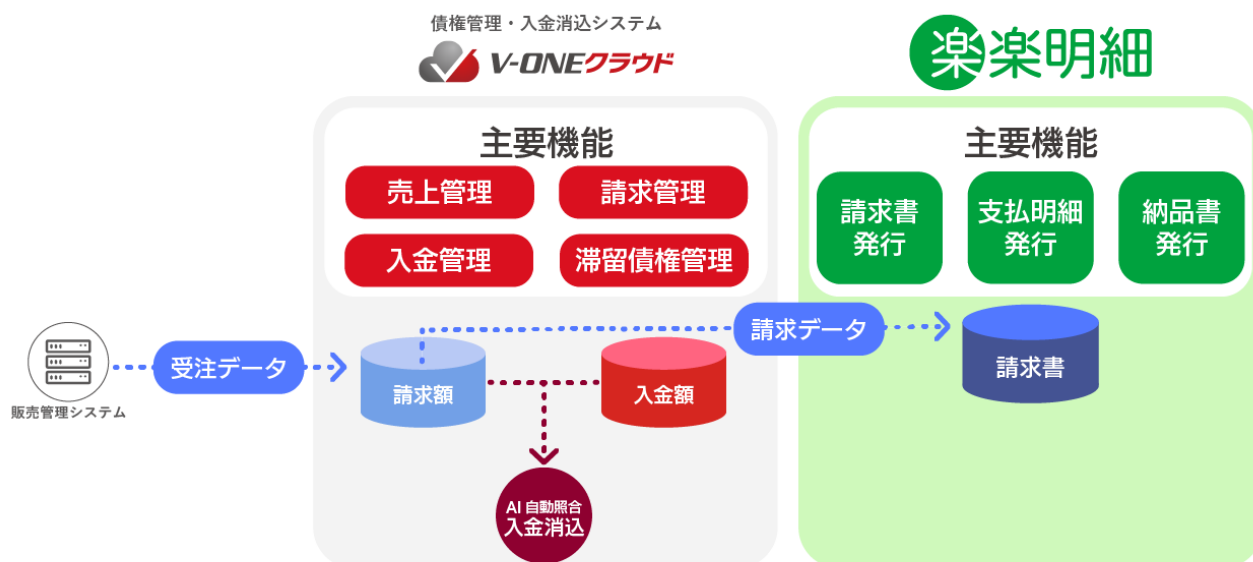 債権管理・入金消込システム
V-ONEクラウド
楽楽明細
主要機能
売上管理
請求管理
入金管理
滞留債権管理
主要機能
請求書
発行
支払明細
発行
納品書
発行
販売管理システム
受注データ
請求額
入金額
請求データ
請求書
AI 自動照合
入金消込